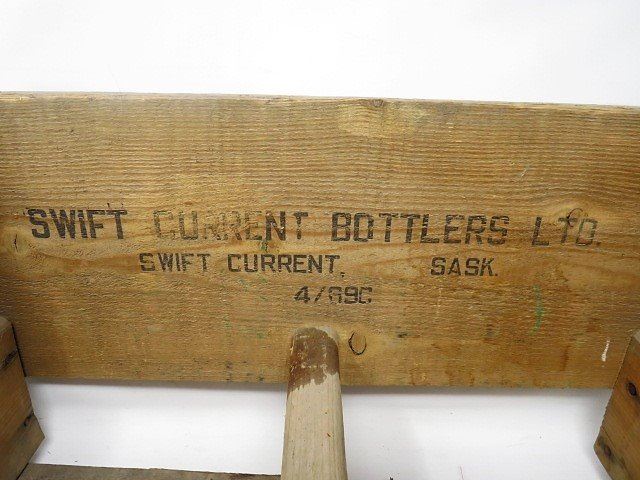 SWIFT CURRENT BOTTLERS LTD.
SWIFT CURRENT, SASK.
4/69C